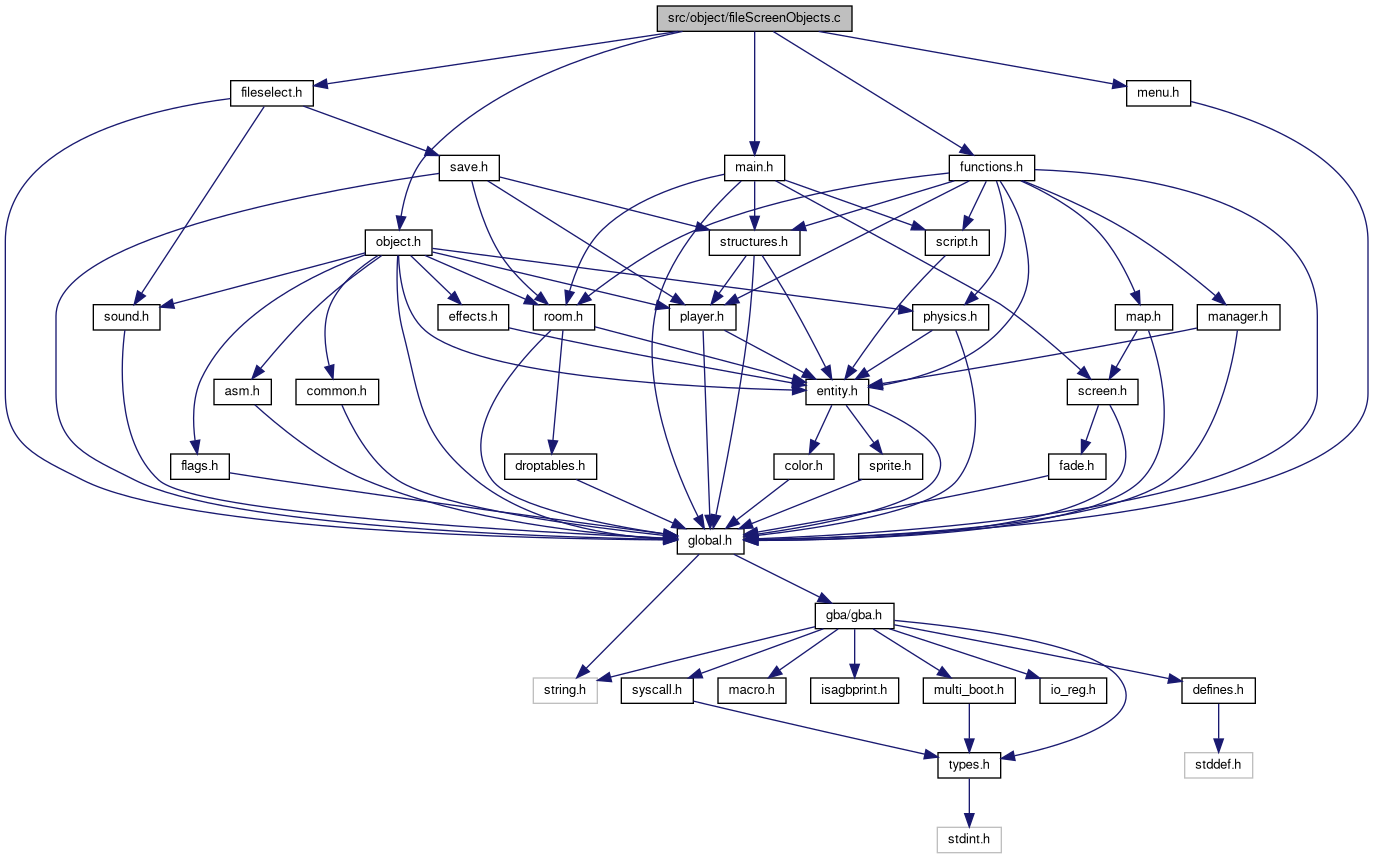 src/object/fileScreenObjects.c
fileselect.h
menu.h
save.h
main.h
functions.h
object.h
structures.h
script.h
sound.h
effects.h
room.h
player.h
physics.h
map.h
manager.h
asm.h
common.h
entity.h
screen.h
flags.h
droptables.h
color.h
sprite.h
fade.h
global.h
gba/gba.h
string.h
syscall.h
macro.h
isagbprint.h
multi_boot.h
io_reg.h
defines.h
types.h
stddef.h
stdint.h